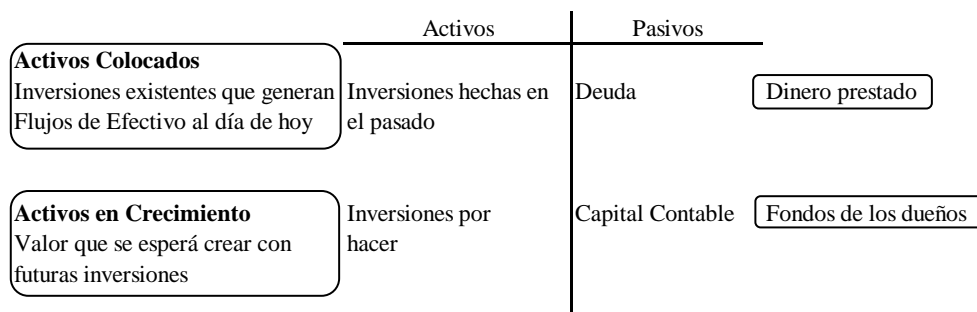 Activos
Pasivos
Activos Colocados
Inversiones existentes que generan
Flujos de Efectivo al día de hoy
Inversiones hechas en
el pasado
Deuda
Dinero prestado
Activos en Crecimiento
Valor que se esperá crear con
futuras inversiones
Inversiones por
hacer
Capital Contable
Fondos de los dueños